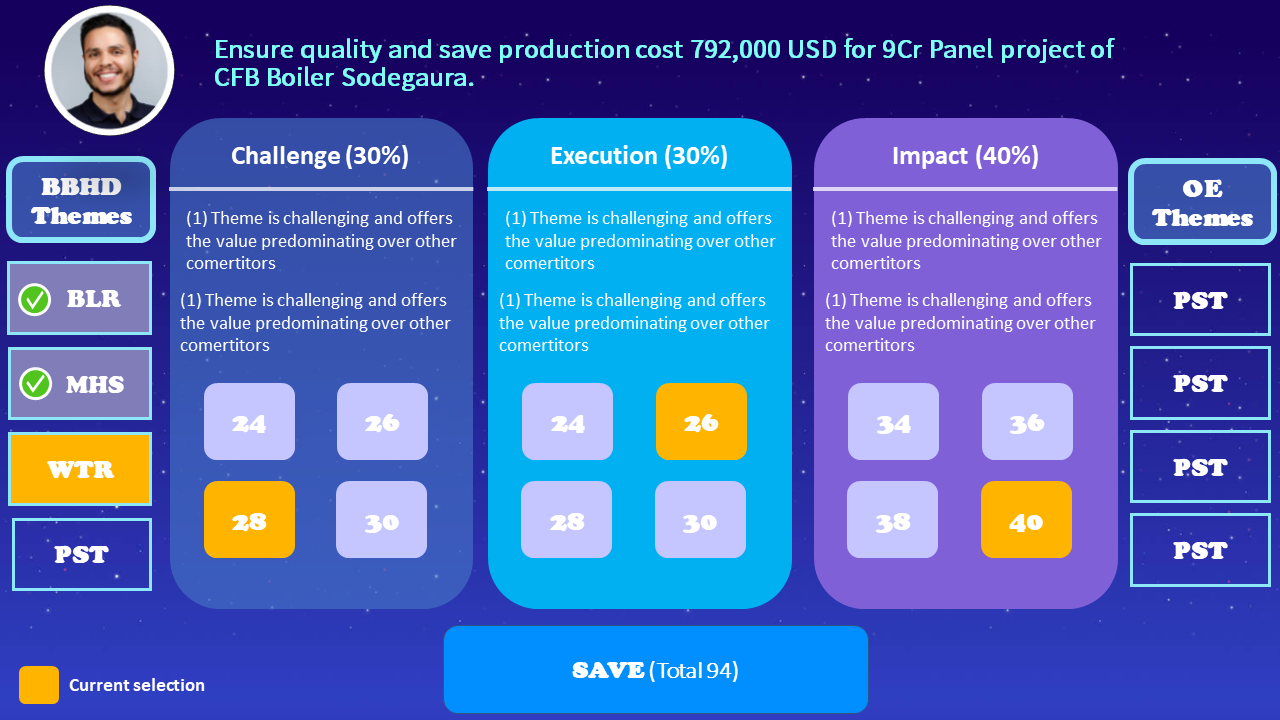 Ensure quality and save production cost 792,000 USD for 9Cr Panel project of
CFB Boiler Sodegaura.
BBHD
Themes
BLR
MHS
WTR
PST
Challenge (30%)
(1) Theme is challenging and offers
the value predominating over other
comertitors
(1) Theme is challenging and offers
the value predominating over other
comertitors
24 26
28 30
Execution (30%)
(1) Theme is challenging and offers
the value predominating over other
comertitors
(1) Theme is challenging and offers
the value predominating over other
comertitors
24 26
28 30
Impact (40%)
(1) Theme is challenging and offers
the value predominating over other
comertitors
(1) Theme is challenging and offers
the value predominating over other
comertitors
34 36
38 40
OE
Themes
PST
PST
PST
PST
SAVE (Total 94)
Current selection